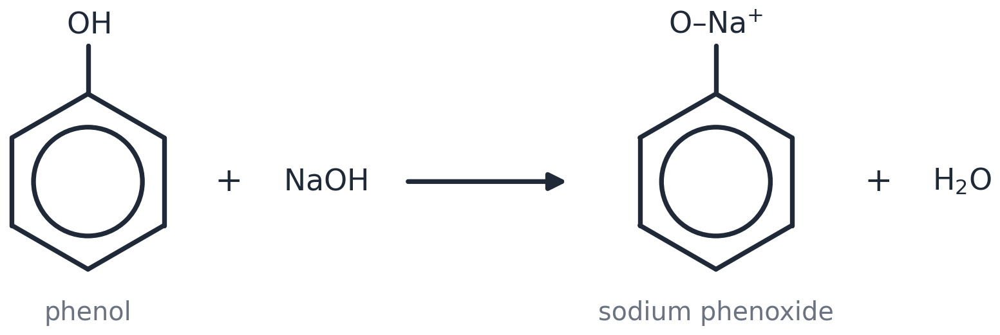 OH
O–Na⁺
+ NaOH + H₂O
phenol
sodium phenoxide